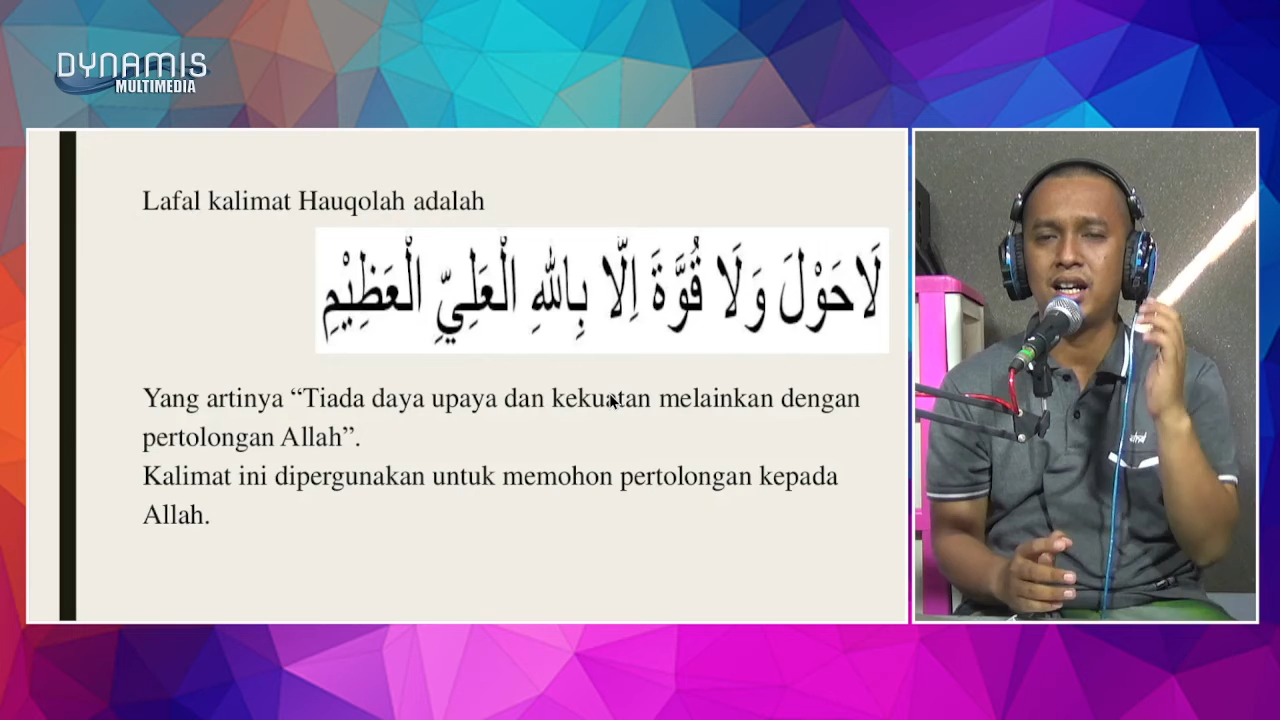 DYNAMIS
MULTIMEDIA
Lafal kalimat Hauqolah adalah
لَاحَوْلَ وَلَا قُوَّةَ اِلَّا بِاللهِ الْعَلِيِّ الْعَظِيْمِ
Yang artinya “Tiada daya upaya dan kekuatan melainkan dengan
pertolongan Allah”.
Kalimat ini dipergunakan untuk memohon pertolongan kepada
Allah.